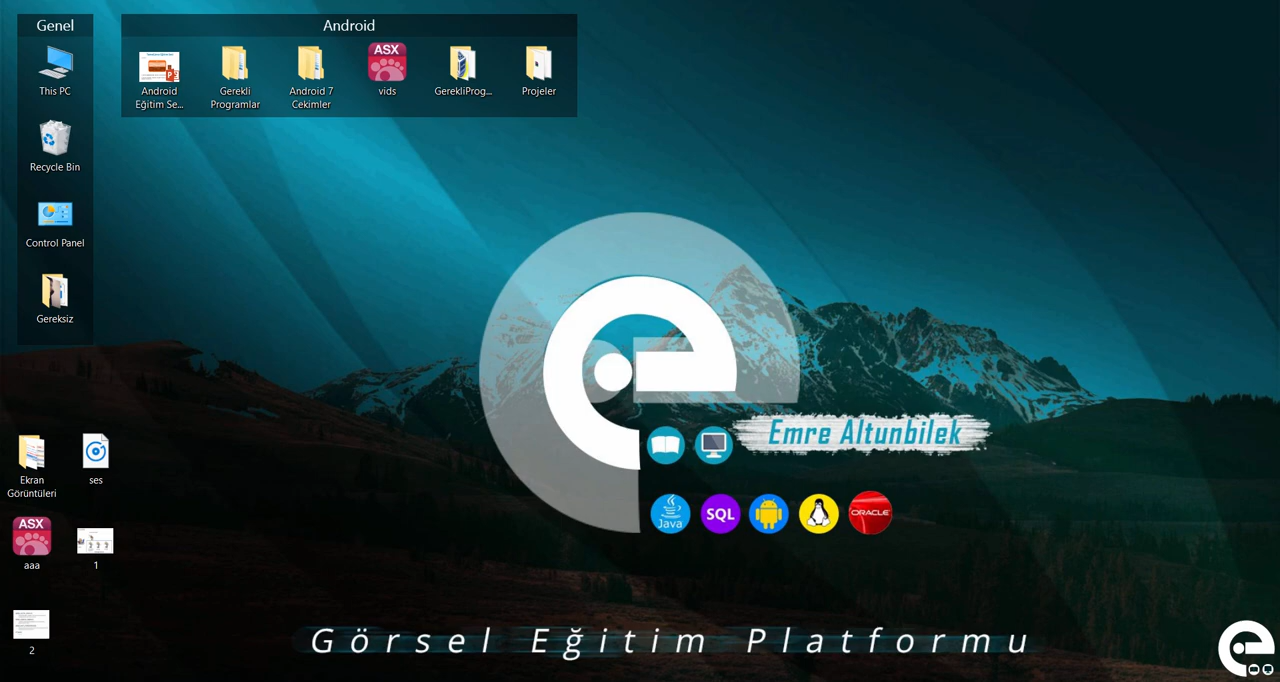 Genel
This PC
Recycle Bin
Control Panel
Gereksiz
Android
Android
Eğitim Se...
Gerekli
Programlar
Android 7
Cekimler
ASX
vids
GerekliProg...
Projeler
Ekran
Görüntüleri
ses
ASX
aaa
1
2
Emre Altunbilek
Java
SQL
ORACLE
Görsel Eğitim Platformu